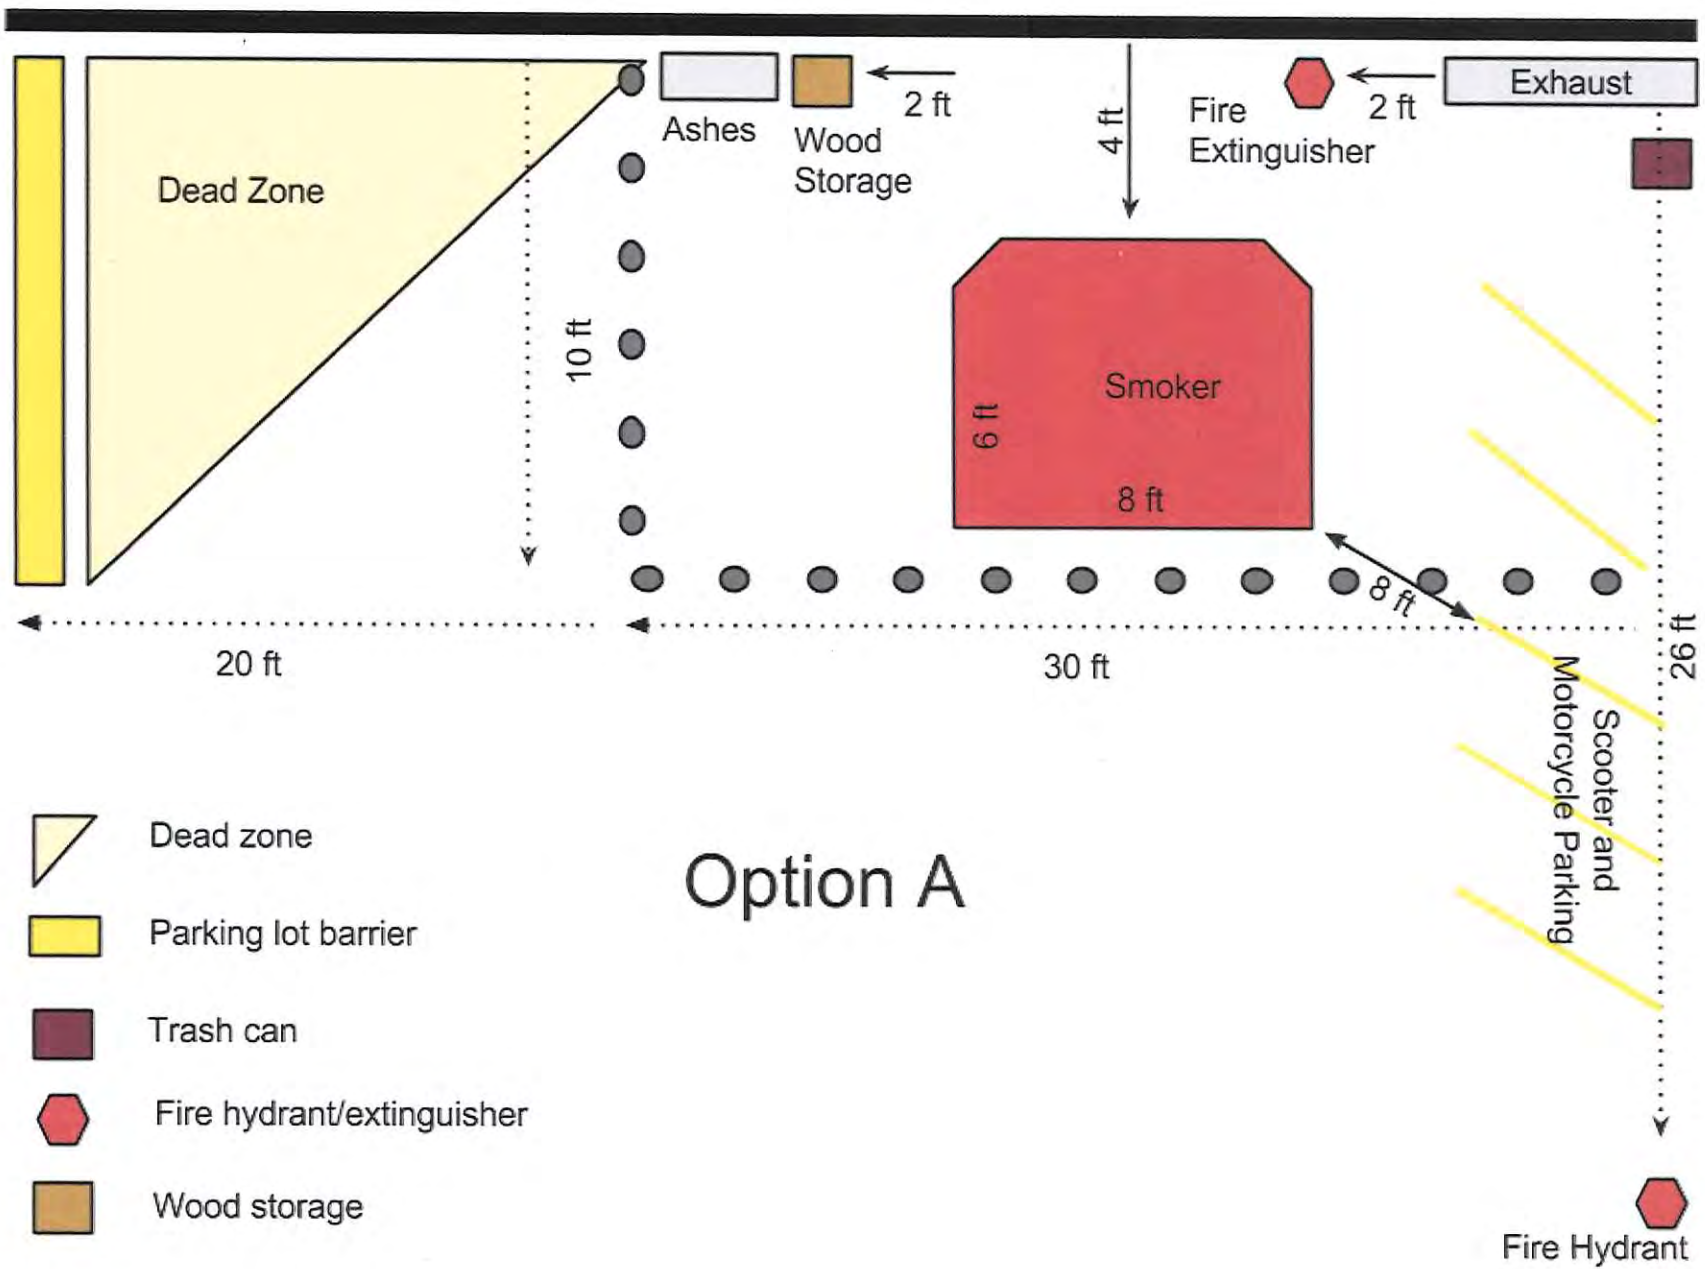 Exhaust
2 ft
2 ft
Fire
Extinguisher
4 ft
Ashes
Wood
Storage
Dead Zone
10 ft
Smoker
6 ft
8 ft
8 ft
20 ft
30 ft
26 ft
Scooter and
Motorcycle Parking
Option A
Dead zone
Parking lot barrier
Trash can
Fire hydrant/extinguisher
Wood storage
Fire Hydrant